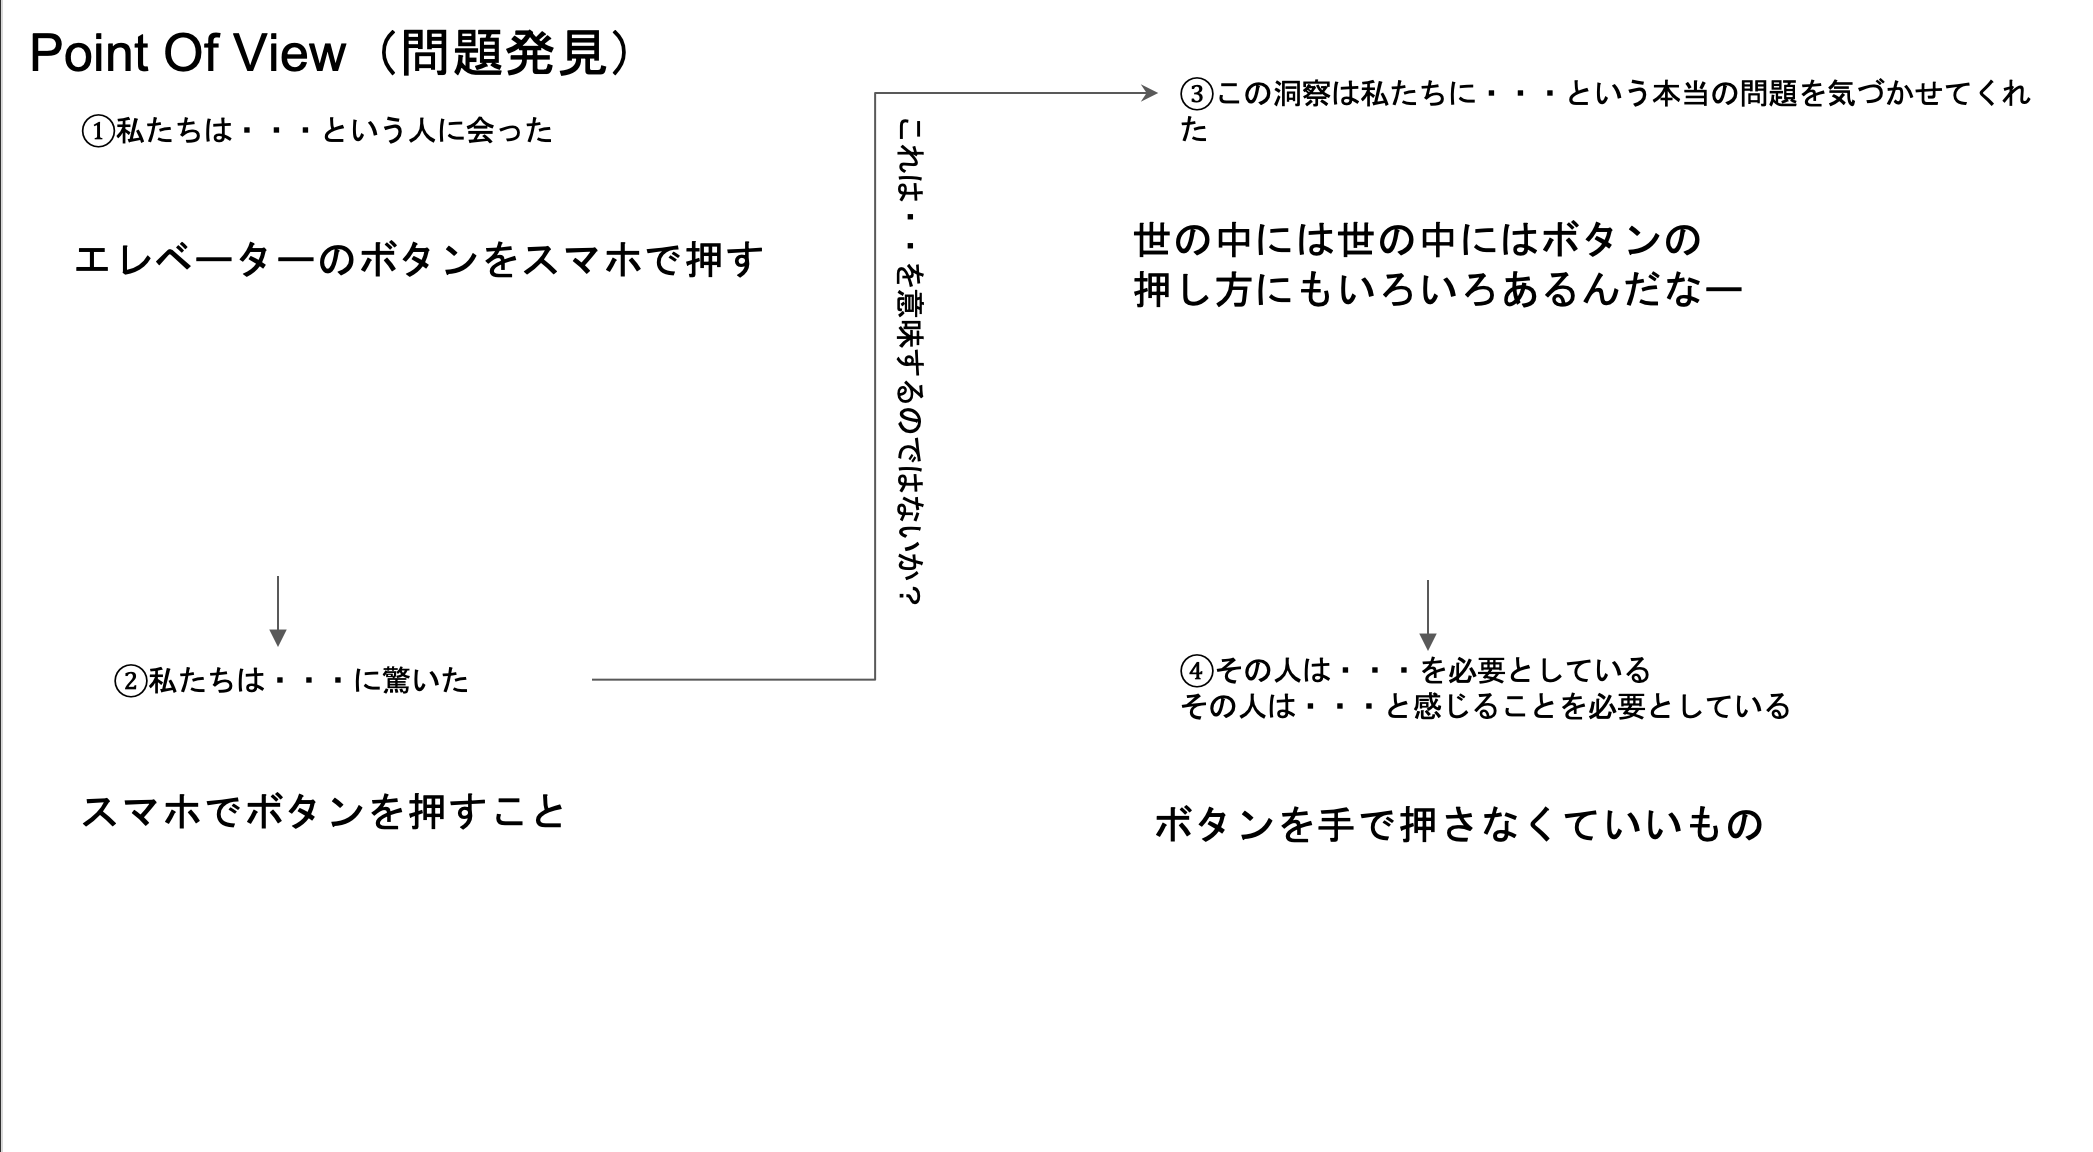 Point Of View（問題発見）
①私たちは・・・という人に会った
エレベーターのボタンをスマホで押す
②私たちは・・・に驚いた
スマホでボタンを押すこと
これは・・を意味するのではないか？
③この洞察は私たちに・・・という本当の問題を気づかせてくれ
た
世の中には世の中にはボタンの
押し方にもいろいろあるんだなー
④その人は・・・を必要としている
その人は・・・と感じることを必要としている
ボタンを手で押さなくていいもの